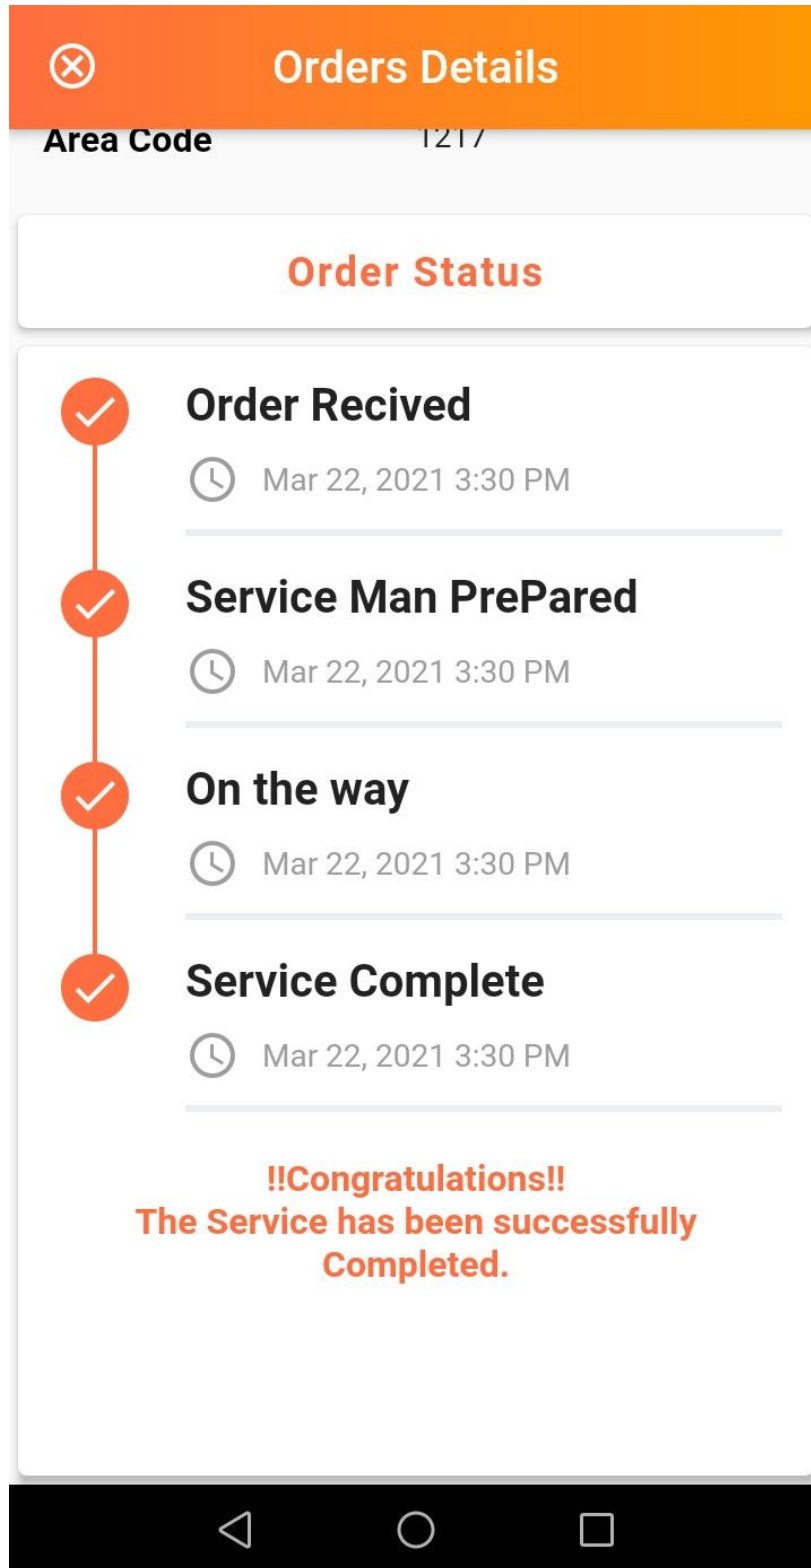 Orders Details
Area Code 1217
Order Status
Order Recived
Mar 22, 2021 3:30 PM
Service Man PrePared
Mar 22, 2021 3:30 PM
On the way
Mar 22, 2021 3:30 PM
Service Complete
Mar 22, 2021 3:30 PM
!!Congratulations!!
The Service has been successfully
Completed.